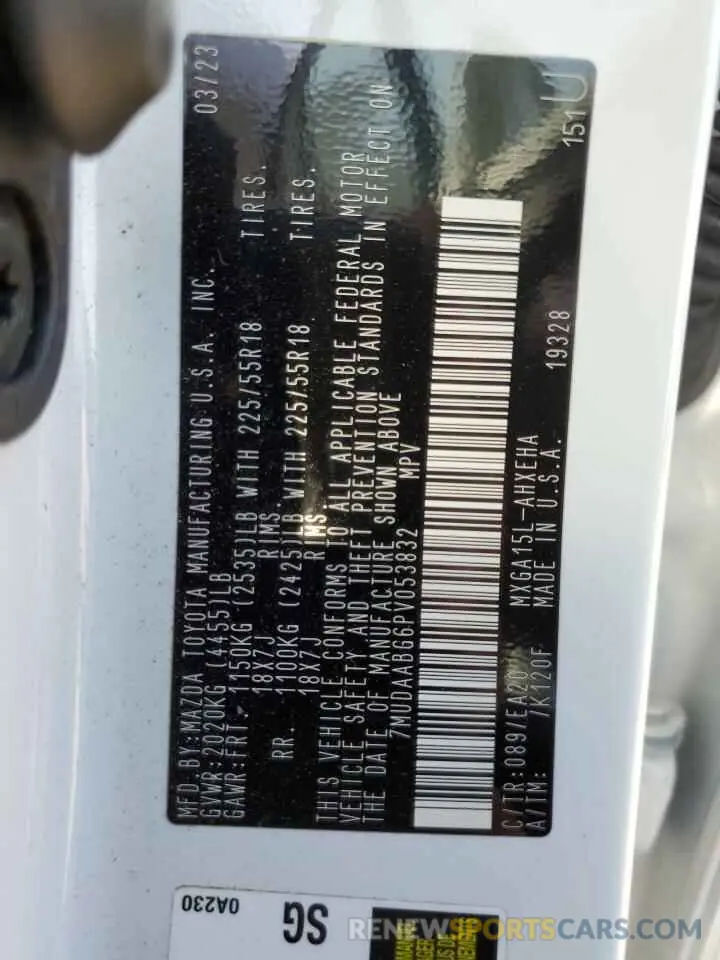 MFD.BY:MAZDA TOYOTA MANUFACTURING U.S.A. INC. 03/23
GVWR:2020KG (4455)LB
GAWR:FRT. 1150KG (2535)LB WITH 225/55R18 TIRES.
18X7J RIMS.
RR. 1100KG (2425)LB WITH 225/55R18 TIRES.
18X7J RIMS.
THIS VEHICLE CONFORMS TO ALL APPLICABLE FEDERAL MOTOR
VEHICLE SAFETY AND THEFT PREVENTION STANDARDS IN EFFECT ON
THE DATE OF MANUFACTURE SHOWN ABOVE
7MUDAABG6PV053832 MPV
C/TR:089/EA20 MXGA15L-AHXEHA 19328 151 U
A/TM: /K120F MADE IN U.S.A.
0A230
SG
RENEWSPORTSCARS.COM